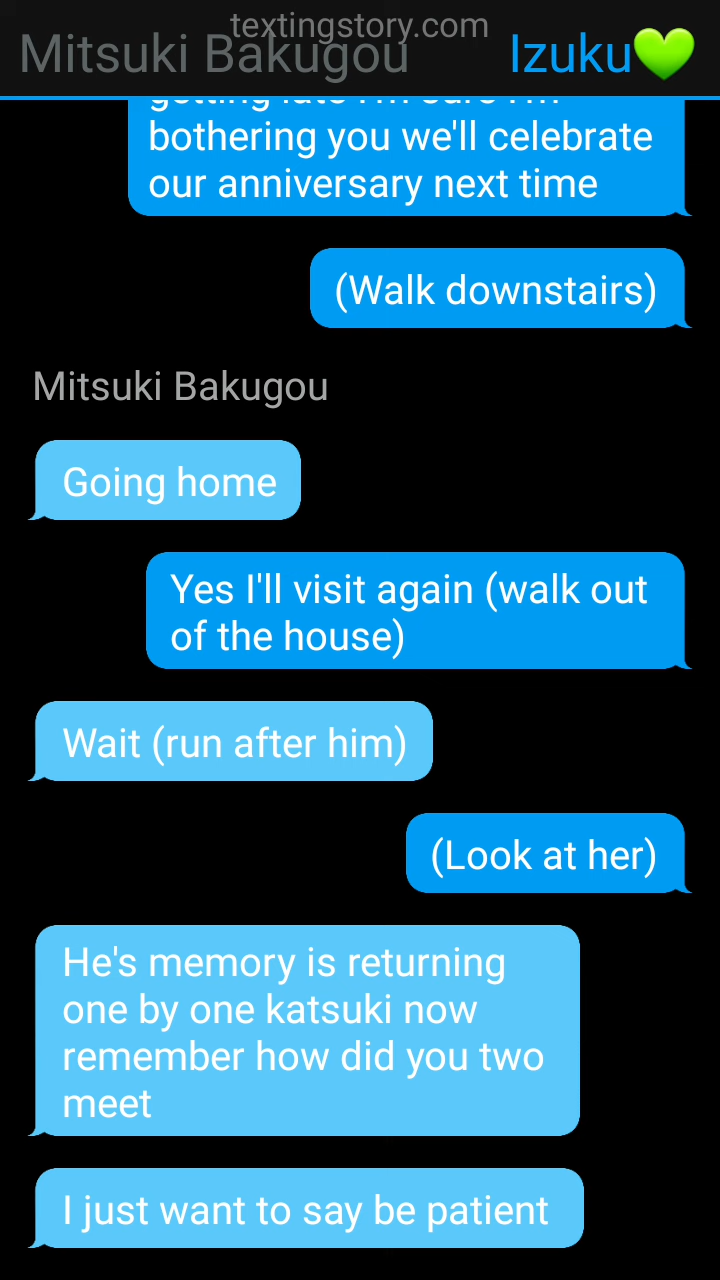 textingstory.com
Mitsuki Bakugou Izuku💚
bothering you we'll celebrate
our anniversary next time
(Walk downstairs)
Mitsuki Bakugou
Going home
Yes I'll visit again (walk out
of the house)
Wait (run after him)
(Look at her)
He's memory is returning
one by one katsuki now
remember how did you two
meet
I just want to say be patient